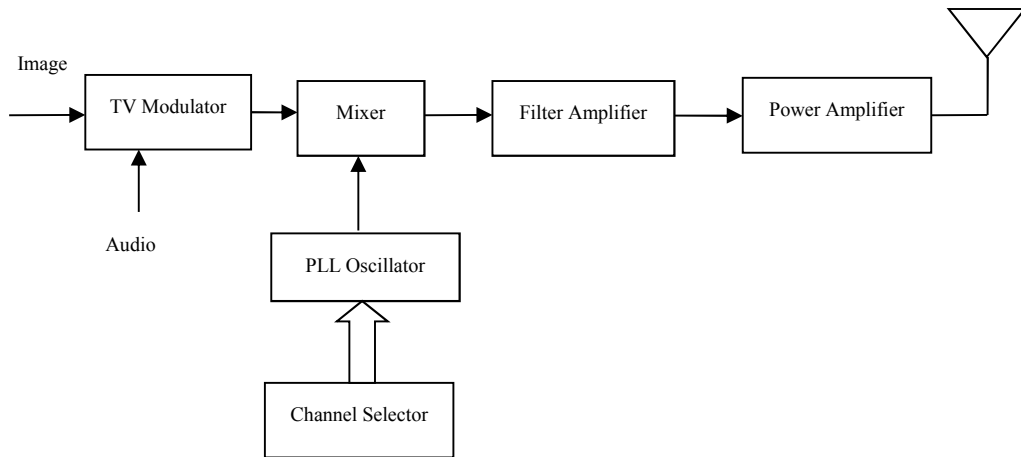 Image
TV Modulator
Mixer
Filter Amplifier
Power Amplifier
Audio
PLL Oscillator
Channel Selector